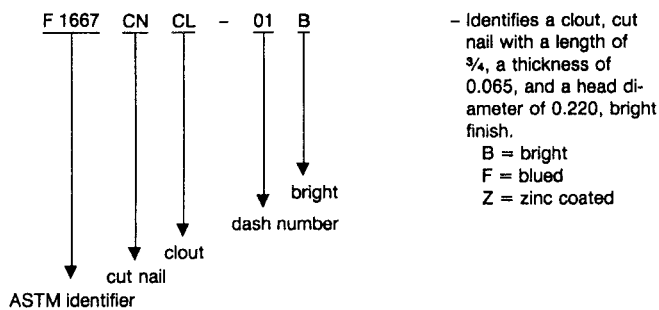 F 1667 CN CL – 01 B
– Identifies a clout, cut
nail with a length of
¾, a thickness of
0.065, and a head di-
ameter of 0.220, bright
finish.
B = bright
F = blued
Z = zinc coated
bright
dash number
clout
cut nail
ASTM identifier